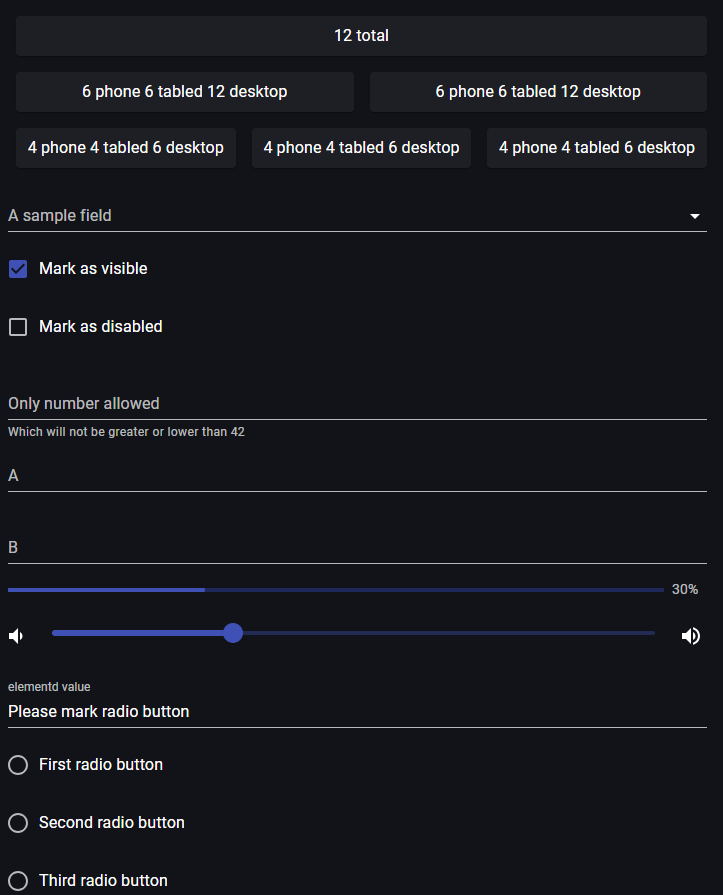 12 total
6 phone 6 tabled 12 desktop
6 phone 6 tabled 12 desktop
4 phone 4 tabled 6 desktop
4 phone 4 tabled 6 desktop
4 phone 4 tabled 6 desktop
A sample field
Mark as visible
Mark as disabled
Only number allowed
Which will not be greater or lower than 42
A
B
30%
elementd value
Please mark radio button
First radio button
Second radio button
Third radio button